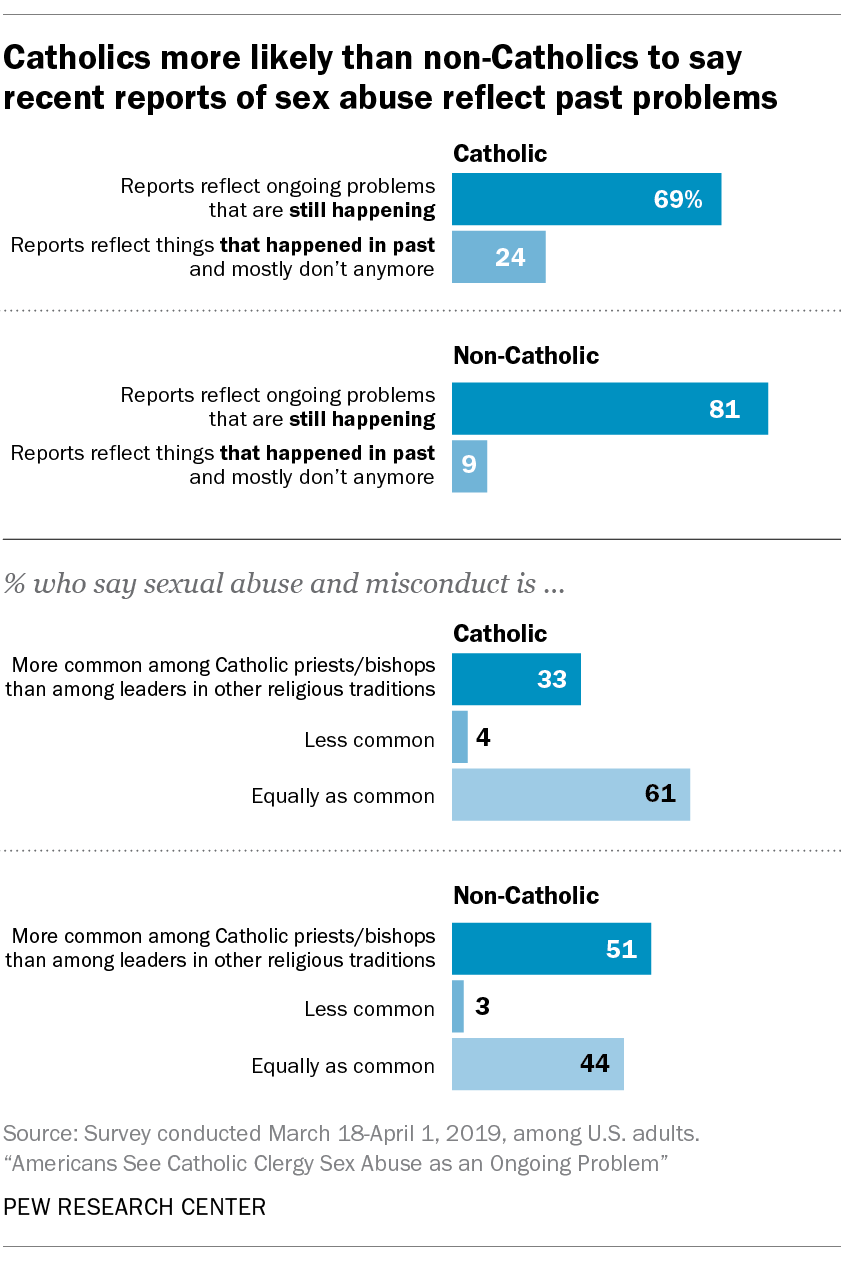 Catholics more likely than non-Catholics to say
recent reports of sex abuse reflect past problems
Catholic
Reports reflect ongoing problems
that are still happening
69%
Reports reflect things that happened in past
and mostly don't anymore
24
Non-Catholic
Reports reflect ongoing problems
that are still happening
81
Reports reflect things that happened in past
and mostly don't anymore
9
% who say sexual abuse and misconduct is ...
Catholic
More common among Catholic priests/bishops
than among leaders in other religious traditions
33
Less common
4
Equally as common
61
Non-Catholic
More common among Catholic priests/bishops
than among leaders in other religious traditions
51
Less common
3
Equally as common
44
Source: Survey conducted March 18-April 1, 2019, among U.S. adults.
“Americans See Catholic Clergy Sex Abuse as an Ongoing Problem”
PEW RESEARCH CENTER